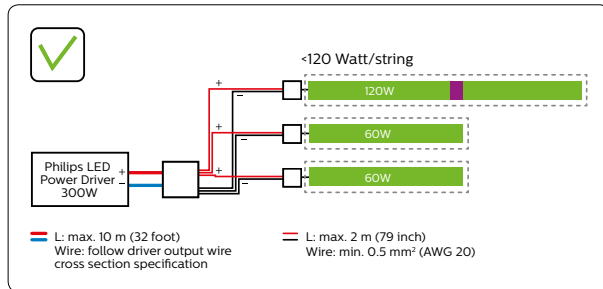 <120 Watt/string
+
120W
–
+
60W
–
Philips LED
Power Driver
300W
+
–
+
60W
–
L: max. 10 m (32 foot)
Wire: follow driver output wire
cross section specification
L: max. 2 m (79 inch)
Wire: min. 0.5 mm² (AWG 20)